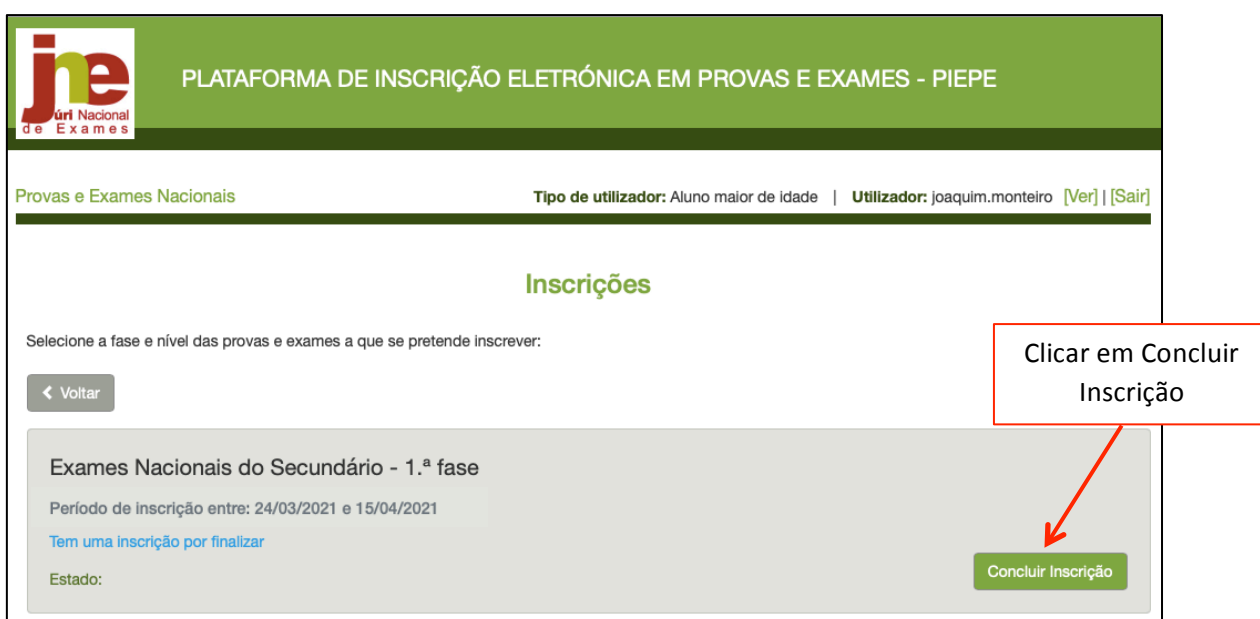 jne
úri Nacional
de Exames
PLATAFORMA DE INSCRIÇÃO ELETRÓNICA EM PROVAS E EXAMES - PIEPE
Provas e Exames Nacionais
Tipo de utilizador: Aluno maior de idade | Utilizador: joaquim.monteiro [Ver] | [Sair]
Inscrições
Selecione a fase e nível das provas e exames a que se pretende inscrever:
Clicar em Concluir
Inscrição
Voltar
Exames Nacionais do Secundário - 1.ª fase
Período de inscrição entre: 24/03/2021 e 15/04/2021
Tem uma inscrição por finalizar
Estado:
Concluir Inscrição